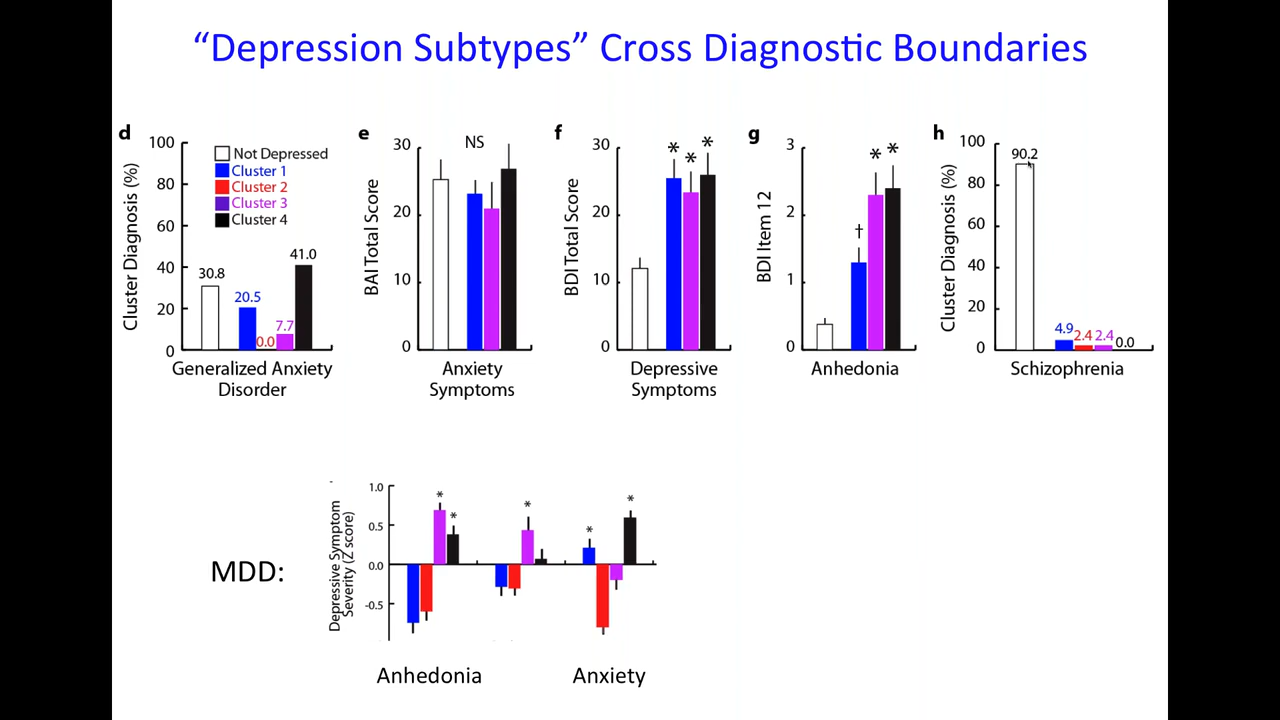 “Depression Subtypes” Cross Diagnostic Boundaries
d
Cluster Diagnosis (%)
100
80
60
40
20
0
Not Depressed
Cluster 1
Cluster 2
Cluster 3
Cluster 4
30.8
20.5
0.0
7.7
41.0
Generalized Anxiety
Disorder
e
BAI Total Score
30
20
10
0
NS
Anxiety
Symptoms
f
BDI Total Score
30
20
10
0
*
*
*
Depressive
Symptoms
g
BDI Item 12
3
2
1
0
†
*
*
Anhedonia
h
Cluster Diagnosis (%)
100
80
60
40
20
0
90.2
4.9
2.4
2.4
0.0
Schizophrenia
MDD:
Depressive Symptom
Severity (Z score)
1.0
0.5
0.0
-0.5
*
*
*
*
*
Anhedonia
Anxiety